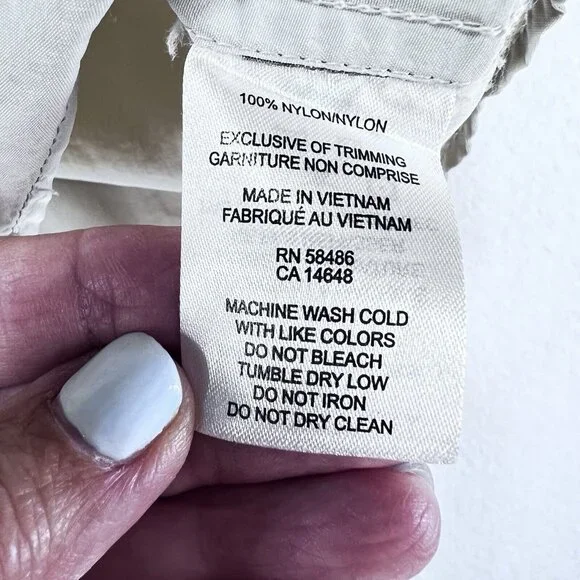 100% NYLON/NYLON
EXCLUSIVE OF TRIMMING
GARNITURE NON COMPRISE
MADE IN VIETNAM
FABRIQUÉ AU VIETNAM
RN 58486
CA 14648
MACHINE WASH COLD
WITH LIKE COLORS
DO NOT BLEACH
TUMBLE DRY LOW
DO NOT IRON
DO NOT DRY CLEAN